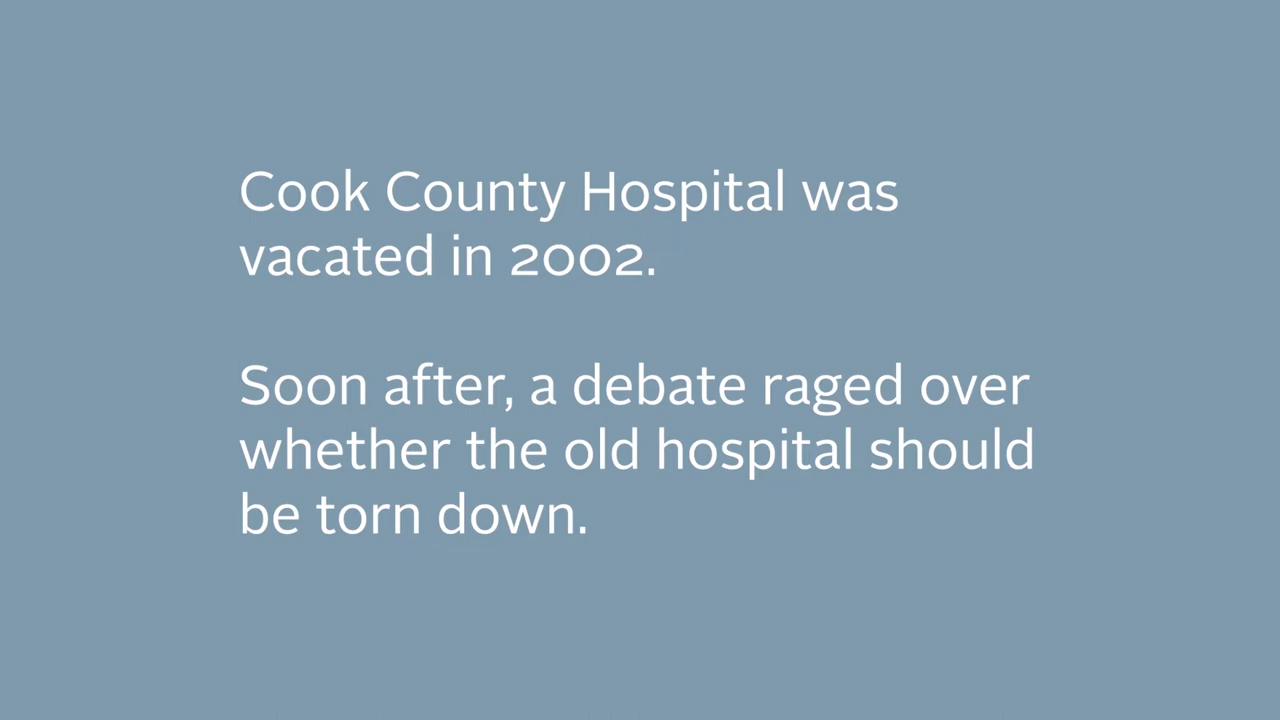 Cook County Hospital was
vacated in 2002.
Soon after, a debate raged over
whether the old hospital should
be torn down.